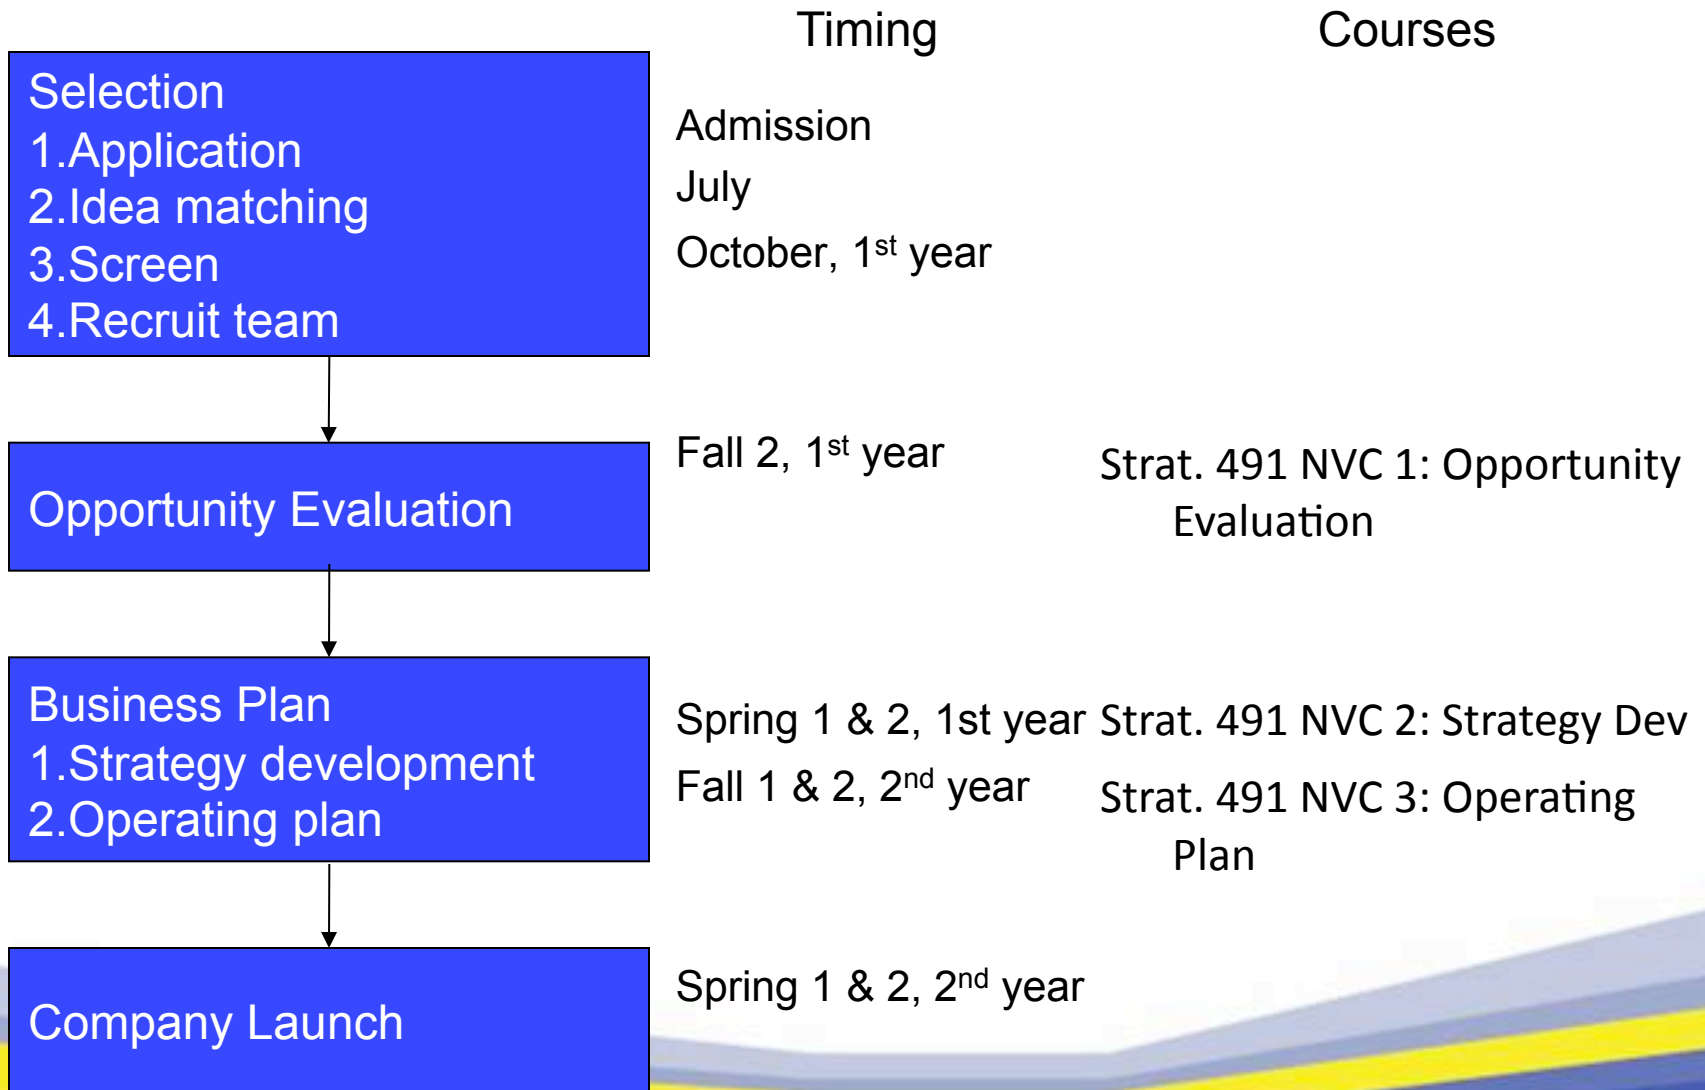 Timing
Courses
Selection
1.Application
2.Idea matching
3.Screen
4.Recruit team
Admission
July
October, 1st year
Opportunity Evaluation
Fall 2, 1st year
Strat. 491 NVC 1: Opportunity
Evaluation
Business Plan
1.Strategy development
2.Operating plan
Spring 1 & 2, 1st year
Fall 1 & 2, 2nd year
Strat. 491 NVC 2: Strategy Dev
Strat. 491 NVC 3: Operating
Plan
Company Launch
Spring 1 & 2, 2nd year